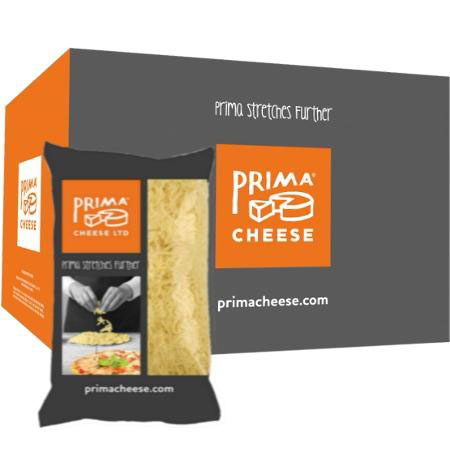 Prima Stretches Further
PRIMA®
CHEESE
primacheese.com
PRIMA®
CHEESE
PRIMA®
CHEESE LTD
Prima Stretches Further
primacheese.com